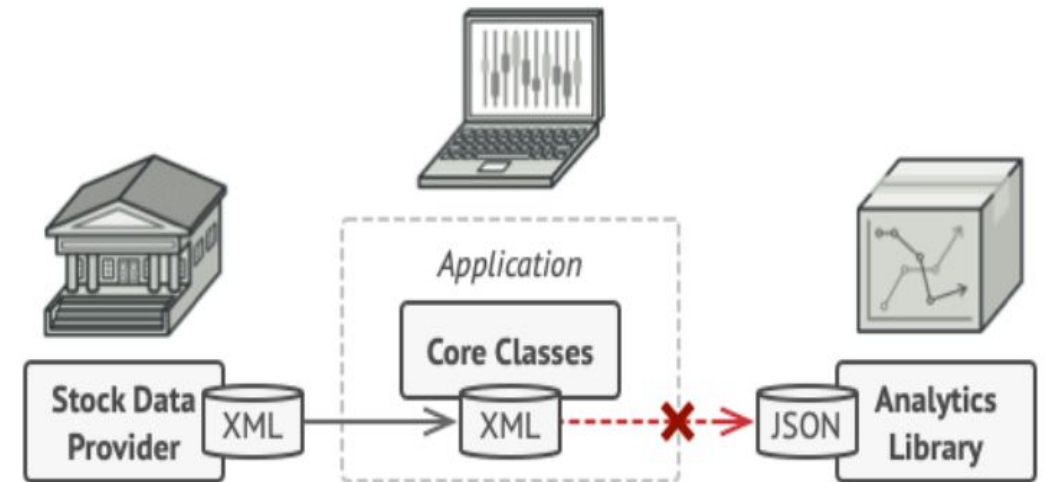 Application
Core Classes
Stock Data
Provider
XML
XML
JSON
Analytics
Library